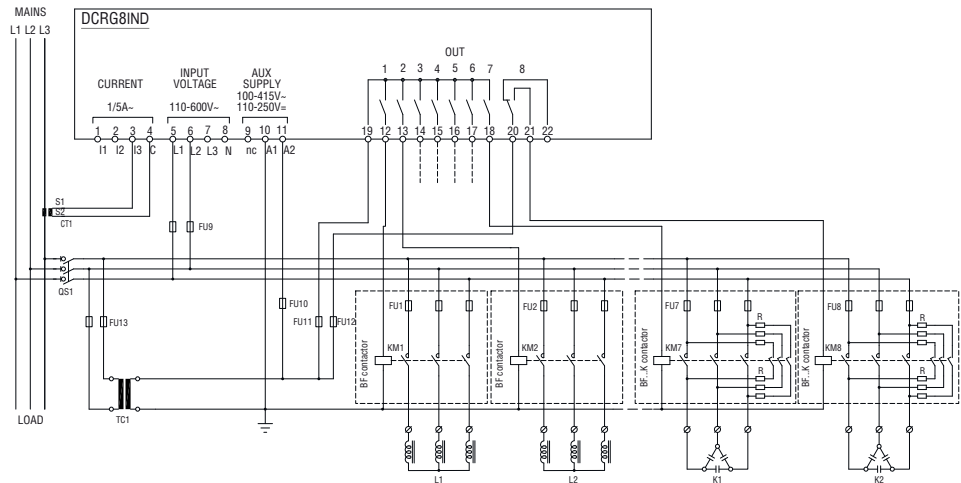 MAINS
L1 L2 L3
DCRG8IND
OUT
1 2 3 4 5 6 7 8
CURRENT
INPUT
VOLTAGE
AUX
SUPPLY
100-415V~
110-250V=
1/5A~
110-600V~
1 2 3 4 5 6 7 8 9 10 11 19 12 13 14 15 16 17 18 20 21 22
I1 I2 I3 C L1 L2 L3 N nc A1 A2
S1
S2
CT1
FU9
QS1
FU10
FU13
FU11
FU12
FU1
FU2
FU7
FU8
R
R
KM1
KM2
KM7
KM8
BF contactor
BF contactor
BF...K contactor
BF...K contactor
R
R
LOAD
TC1
L1
L2
K1
K2